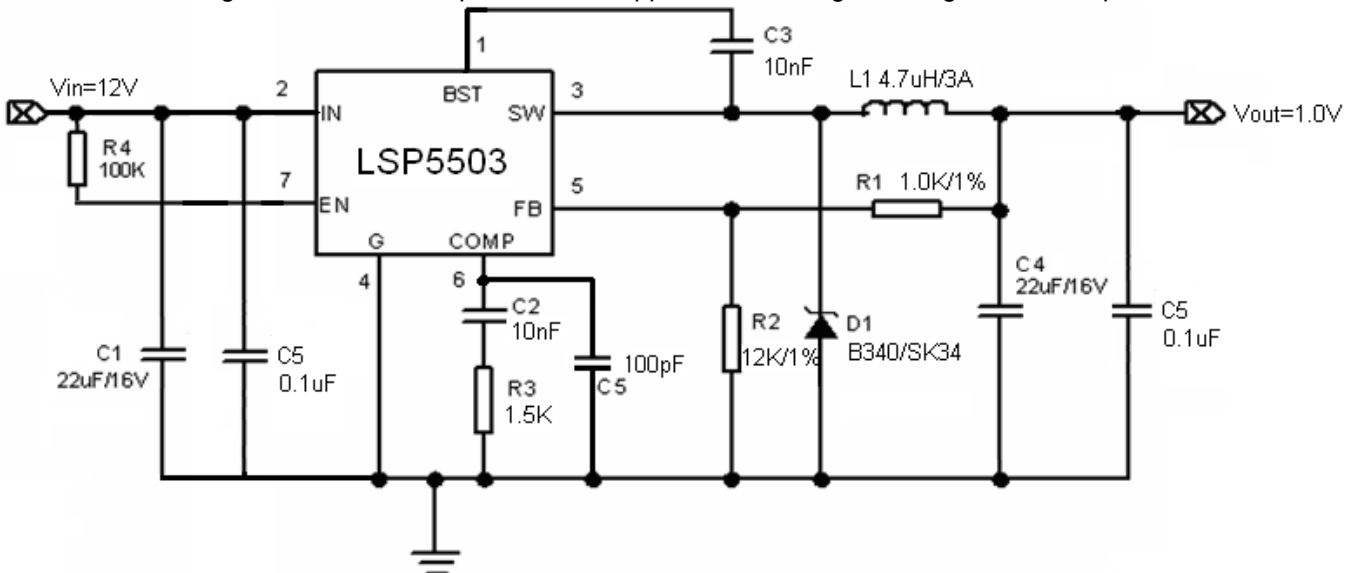 1
C3
10nF
Vin=12V
2
BST
3
L1 4.7uH/3A
IN
SW
Vout=1.0V
R4
100K
LSP5503
7
5
R1 1.0K/1%
EN
FB
G
COMP
4
6
C2
10nF
C4
22uF/16V
R2
12K/1%
D1
B340/SK34
C5
0.1uF
C1
22uF/16V
C5
0.1uF
100pF
C5
R3
1.5K